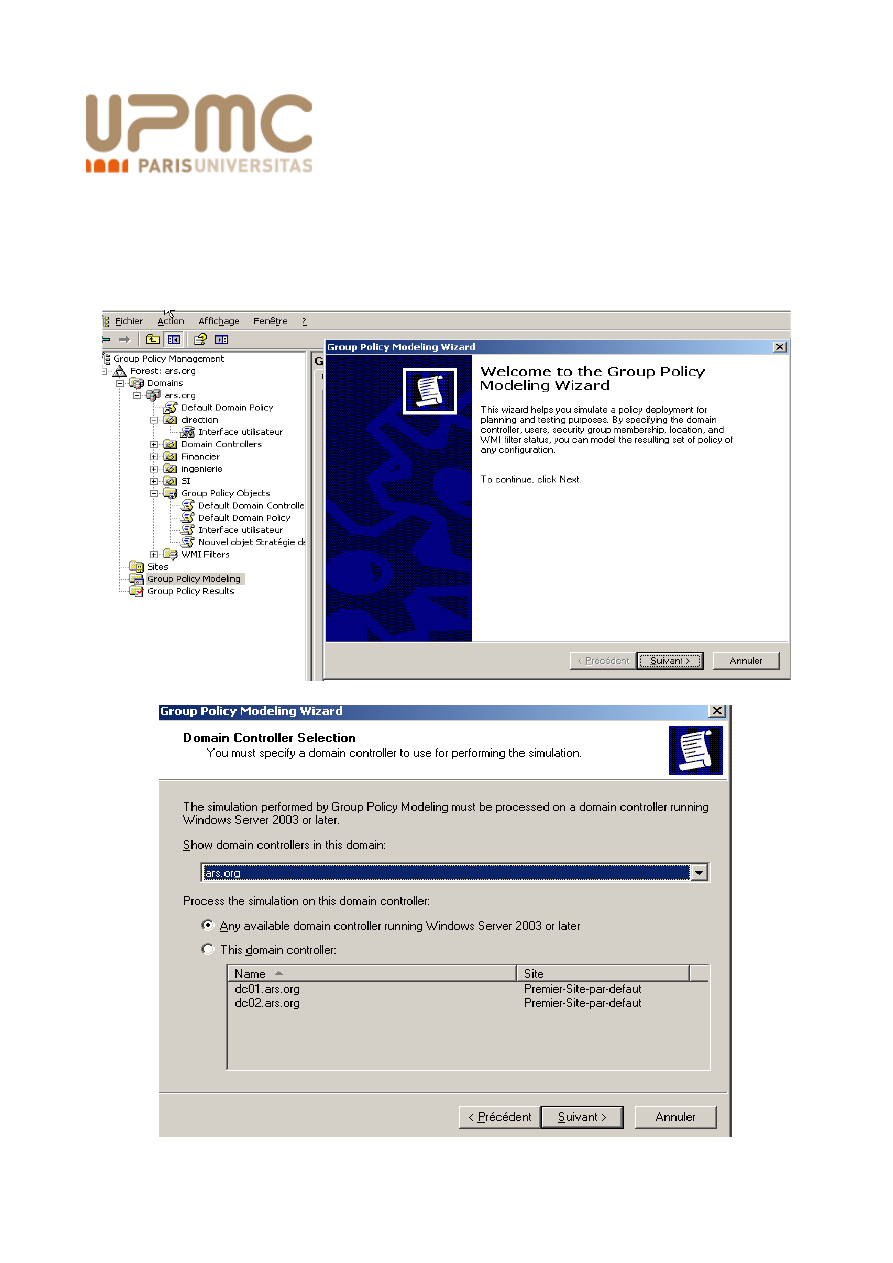 UPMC
PARISUNIVERSITAS
Fichier Action Affichage Fenêtre ?
Group Policy Management
Forest: ars.org
Domains
ars.org
Default Domain Policy
direction
Interface utilisateur
Domain Controllers
Financier
ingenierie
SI
Group Policy Objects
Default Domain Controlle
Default Domain Policy
Interface utilisateur
Nouvel objet Stratégie de
WMI Filters
Sites
Group Policy Modeling
Group Policy Results
G
Group Policy Modeling Wizard
Welcome to the Group Policy
Modeling Wizard
This wizard helps you simulate a policy deployment for
planning and testing purposes. By specifying the domain
controller, users, security group membership, location, and
WMI filter status, you can model the resulting set of policy of
any configuration.
To continue, click Next.
< Précédent Suivant > Annuler
Group Policy Modeling Wizard
Domain Controller Selection
You must specify a domain controller to use for performing the simulation.
The simulation performed by Group Policy Modeling must be processed on a domain controller running
Windows Server 2003 or later.
Show domain controllers in this domain:
ars.org
Process the simulation on this domain controller:
Any available domain controller running Windows Server 2003 or later
This domain controller:
Name Site
dc01.ars.org Premier-Site-par-defaut
dc02.ars.org Premier-Site-par-defaut
< Précédent Suivant > Annuler